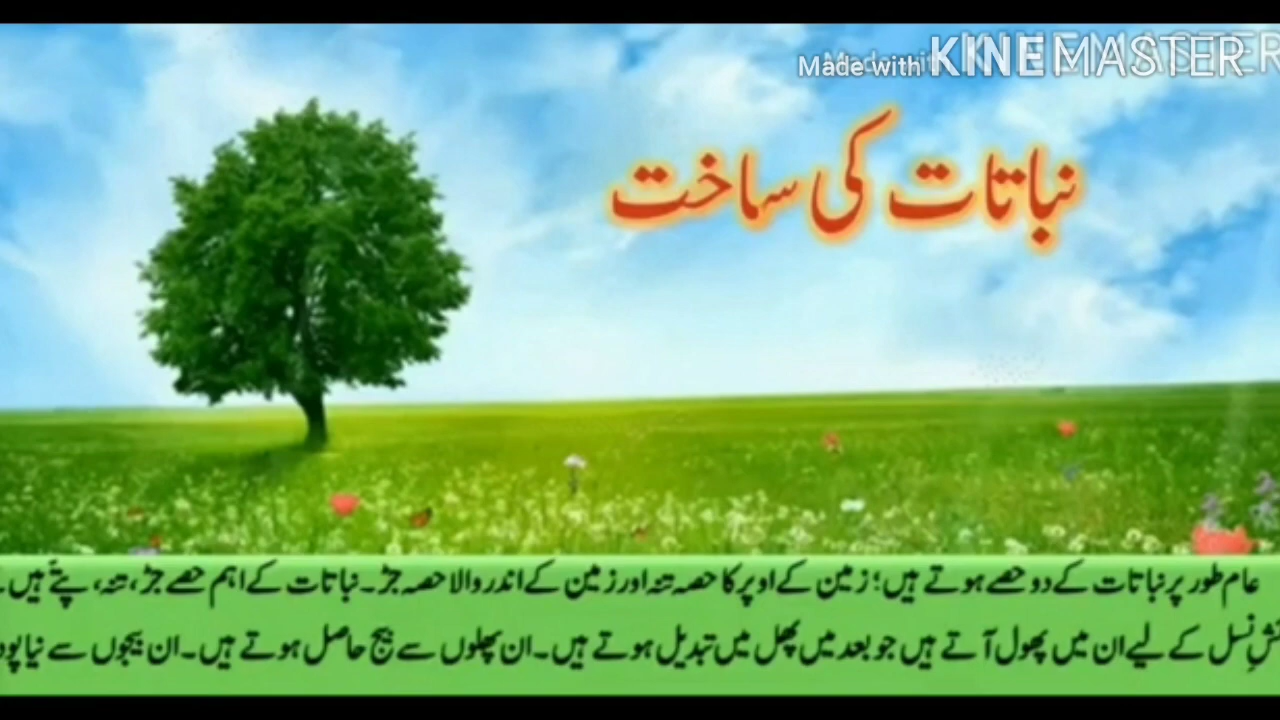 Made with KINEMASTER
نباتات کی ساخت
عام طور پر نباتات کے دو حصے ہوتے ہیں؛ زمین کے اوپر کا حصہ تنہ اور زمین کے اندر والا حصہ جڑ۔ نباتات کے اہم حصے جڑ، تنہ، پتّے ہیں۔
نسل کے لیے ان میں پھول آتے ہیں جو بعد میں پھل میں تبدیل ہوتے ہیں۔ ان پھلوں سے بیج حاصل ہوتے ہیں۔ ان بیجوں سے نیا